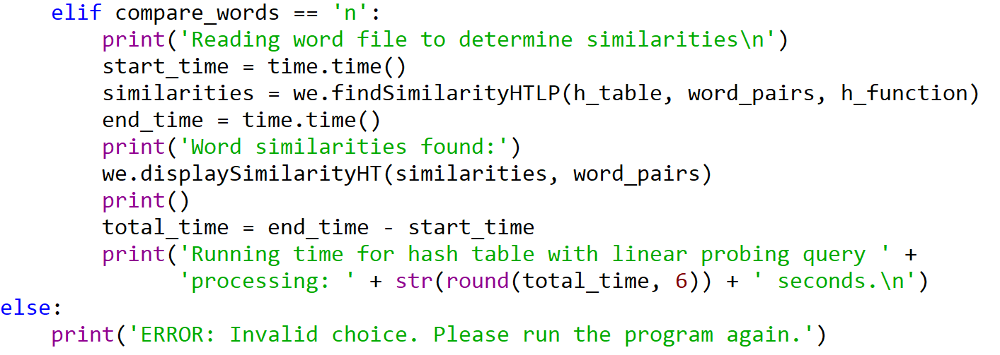 elif compare_words == 'n':
        print('Reading word file to determine similarities\n')
        start_time = time.time()
        similarities = we.findSimilarityHTLP(h_table, word_pairs, h_function)
        end_time = time.time()
        print('Word similarities found:')
        we.displaySimilarityHT(similarities, word_pairs)
        print()
        total_time = end_time - start_time
        print('Running time for hash table with linear probing query ' +
              'processing: ' + str(round(total_time, 6)) + ' seconds.\n')
else:
    print('ERROR: Invalid choice. Please run the program again.')